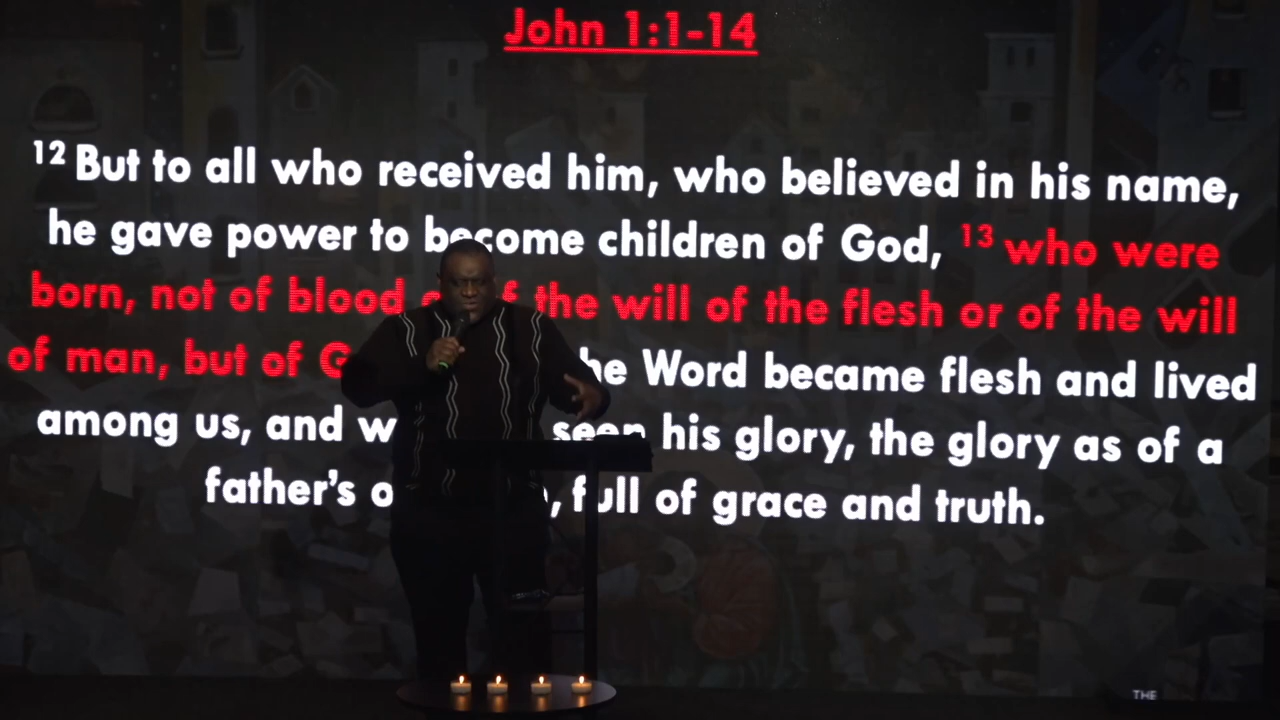 John 1:1-14
12 But to all who received him, who believed in his name,
he gave power to become children of God, 13 who were
born, not of blood the will of the flesh or of the will
of man, but of Word became flesh and lived
among us, and seen his glory, the glory as of a
father's full of grace and truth.
THE